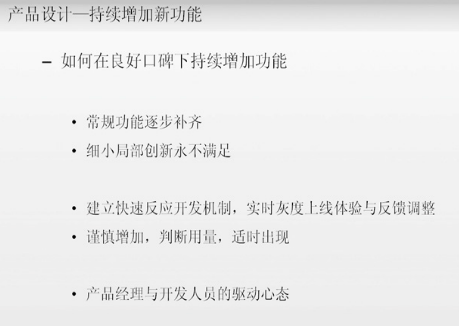 产品设计—持续增加新功能
– 如何在良好口碑下持续增加功能
• 常规功能逐步补齐
• 细小局部创新永不满足
• 建立快速反应开发机制，实时灰度上线体验与反馈调整
• 谨慎增加，判断用量，适时出现
• 产品经理与开发人员的驱动心态